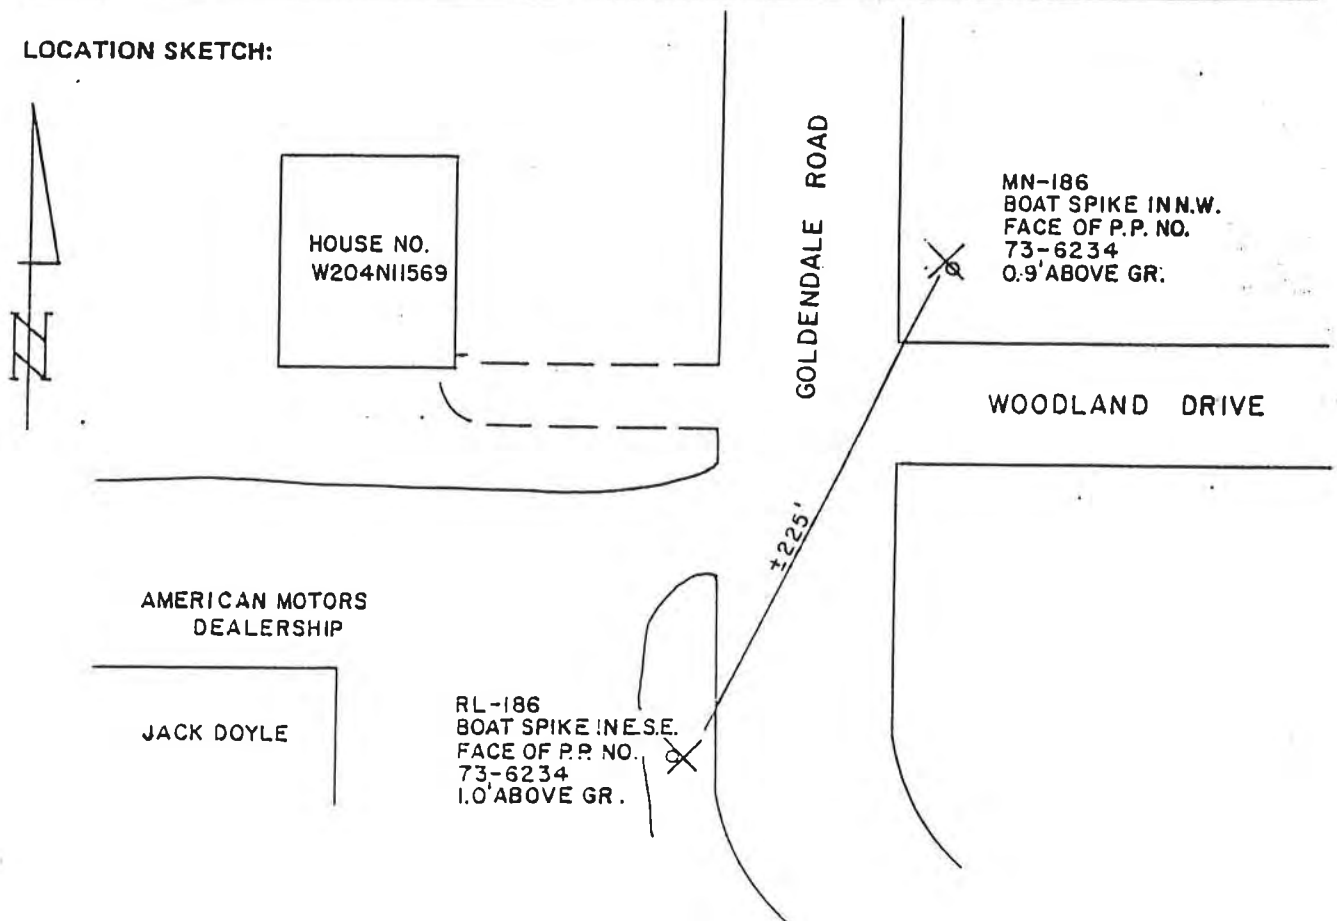 LOCATION SKETCH:
N
HOUSE NO.
W204N11569
GOLDENDALE ROAD
MN-186
BOAT SPIKE IN N.W.
FACE OF P.P. NO.
73-6234
0.9' ABOVE GR.
WOODLAND DRIVE
±225'
AMERICAN MOTORS
DEALERSHIP
JACK DOYLE
RL-186
BOAT SPIKE IN E.S.E.
FACE OF P.P. NO.
73-6234
1.0' ABOVE GR.